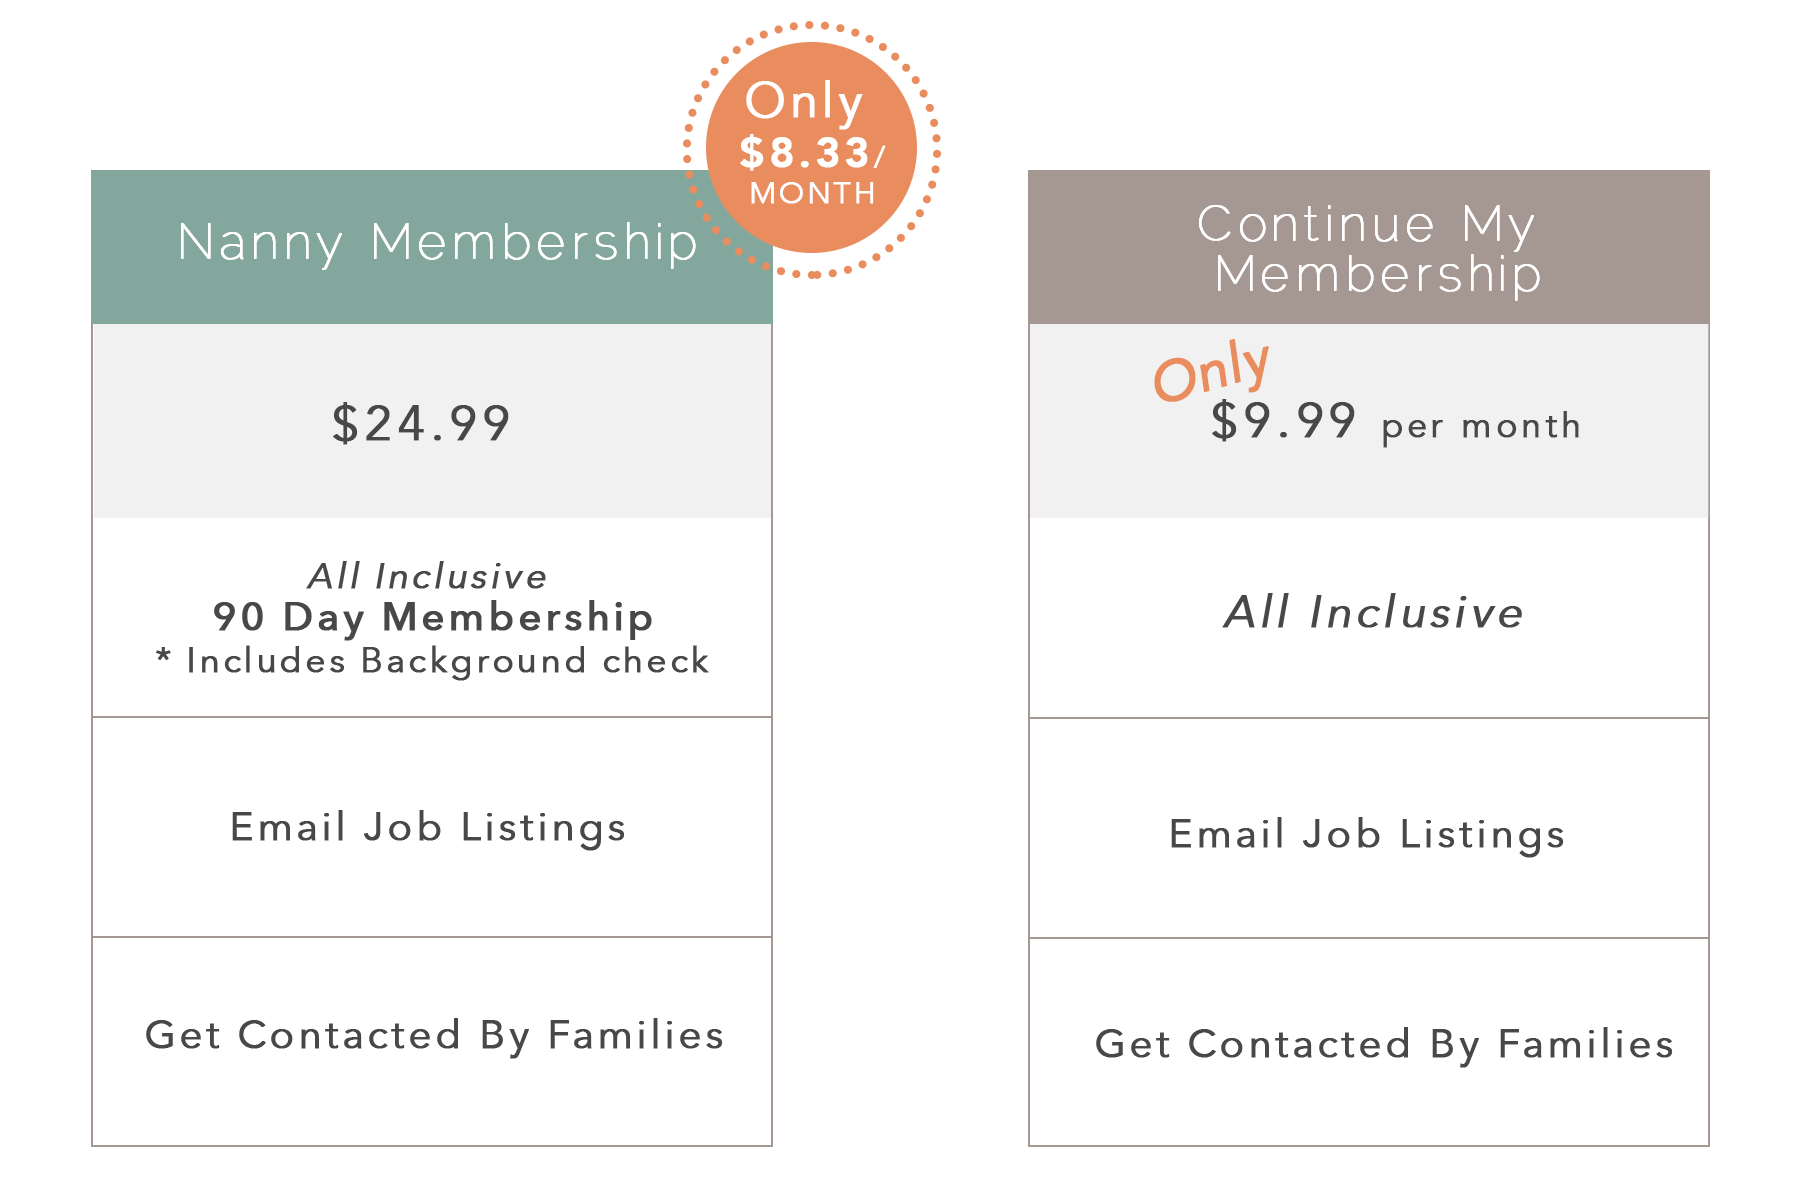 Only
$8.33/
MONTH
Nanny Membership
$24.99
All Inclusive
90 Day Membership
* Includes Background check
Email Job Listings
Get Contacted By Families
Continue My
Membership
Only
$9.99 per month
All Inclusive
Email Job Listings
Get Contacted By Families